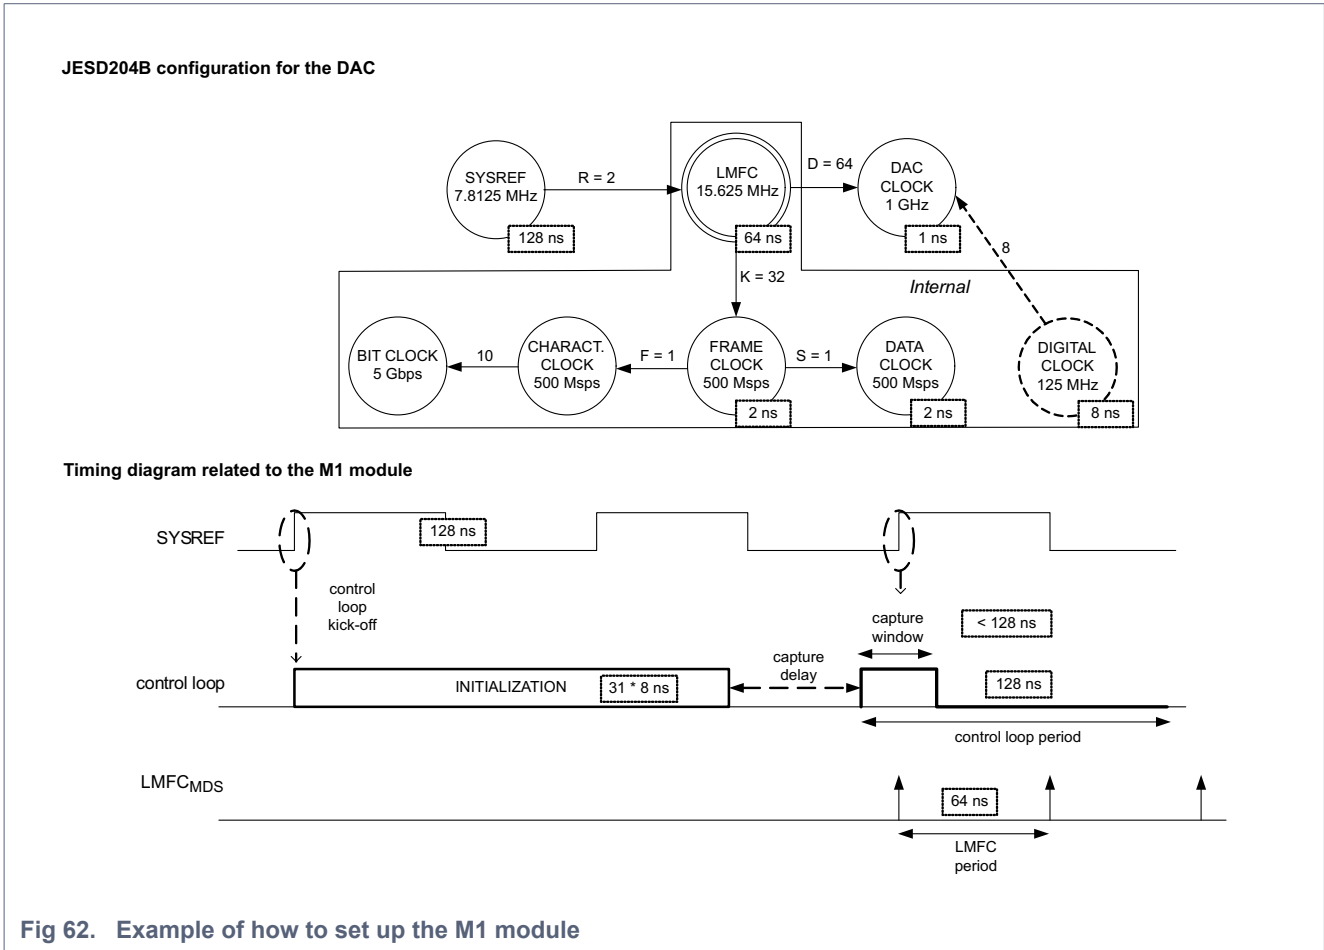 JESD204B configuration for the DAC
SYSREF
7.8125 MHz
128 ns
R = 2
LMFC
15.625 MHz
64 ns
D = 64
DAC
CLOCK
1 GHz
1 ns
8
K = 32
Internal
BIT CLOCK
5 Gbps
10
CHARACT.
CLOCK
500 Msps
F = 1
FRAME
CLOCK
500 Msps
2 ns
S = 1
DATA
CLOCK
500 Msps
2 ns
DIGITAL
CLOCK
125 MHz
8 ns
Timing diagram related to the M1 module
SYSREF
128 ns
control
loop
kick-off
capture
window
< 128 ns
capture
delay
control loop
INITIALIZATION
31 * 8 ns
128 ns
control loop period
LMFCMDS
64 ns
LMFC
period
Fig 62. Example of how to set up the M1 module